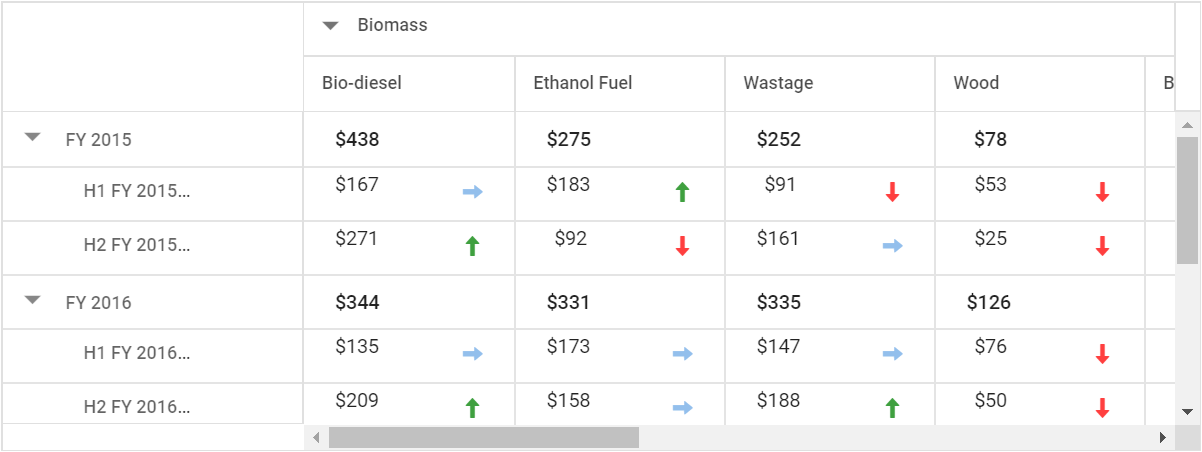 Biomass
Bio-diesel Ethanol Fuel Wastage Wood B
FY 2015 $438 $275 $252 $78
H1 FY 2015... $167 $183 $91 $53
H2 FY 2015... $271 $92 $161 $25
FY 2016 $344 $331 $335 $126
H1 FY 2016... $135 $173 $147 $76
H2 FY 2016... $209 $158 $188 $50